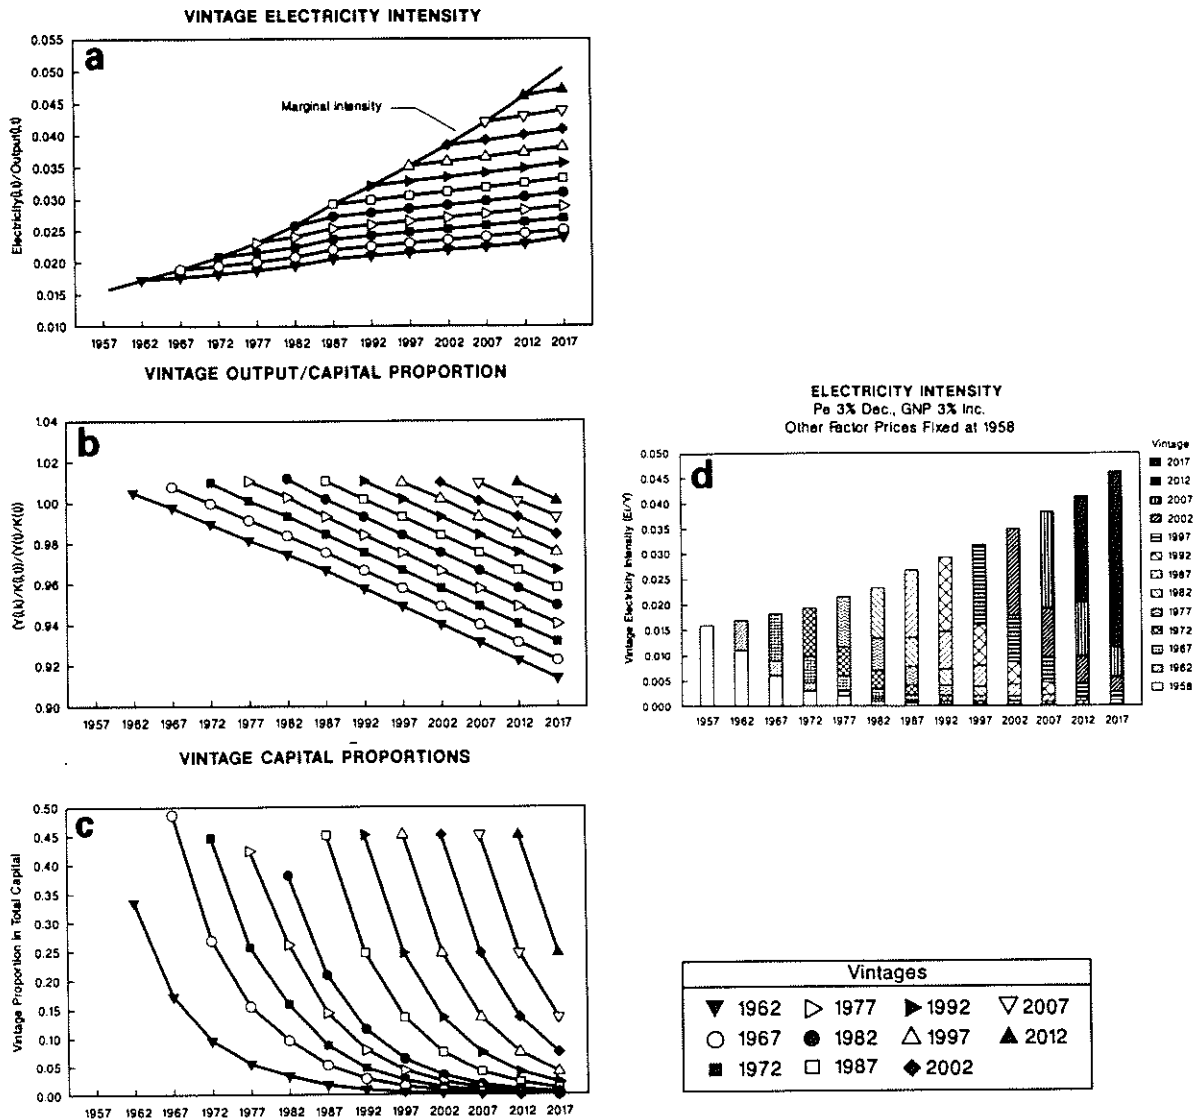 VINTAGE ELECTRICITY INTENSITY
a
Marginal intensity
Electricity(i,t)/Output(i,t)
0.055
0.050
0.045
0.040
0.035
0.030
0.025
0.020
0.015
0.010
1957 1962 1967 1972 1977 1982 1987 1992 1997 2002 2007 2012 2017
VINTAGE OUTPUT/CAPITAL PROPORTION
b
1.04
1.02
1.00
0.98
0.96
0.94
0.92
0.90
1957 1962 1967 1972 1977 1982 1987 1992 1997 2002 2007 2012 2017
VINTAGE CAPITAL PROPORTIONS
c
Vintage Proportion in Total Capital
0.50
0.45
0.40
0.35
0.30
0.25
0.20
0.15
0.10
0.05
0.00
1957 1962 1967 1972 1977 1982 1987 1992 1997 2002 2007 2012 2017
ELECTRICITY INTENSITY
Pe 3% Dec., GNP 3% Inc.
Other Factor Prices Fixed at 1958
d
Vintage Electricity Intensity (Ei/Y)
0.050
0.045
0.040
0.035
0.030
0.025
0.020
0.015
0.010
0.005
0.000
1957 1962 1967 1972 1977 1982 1987 1992 1997 2002 2007 2012 2017
Vintage
2017
2012
2007
2002
1997
1992
1987
1982
1977
1972
1967
1962
1958
Vintages
1962 1977 1992 2007
1967 1982 1997 2012
1972 1987 2002